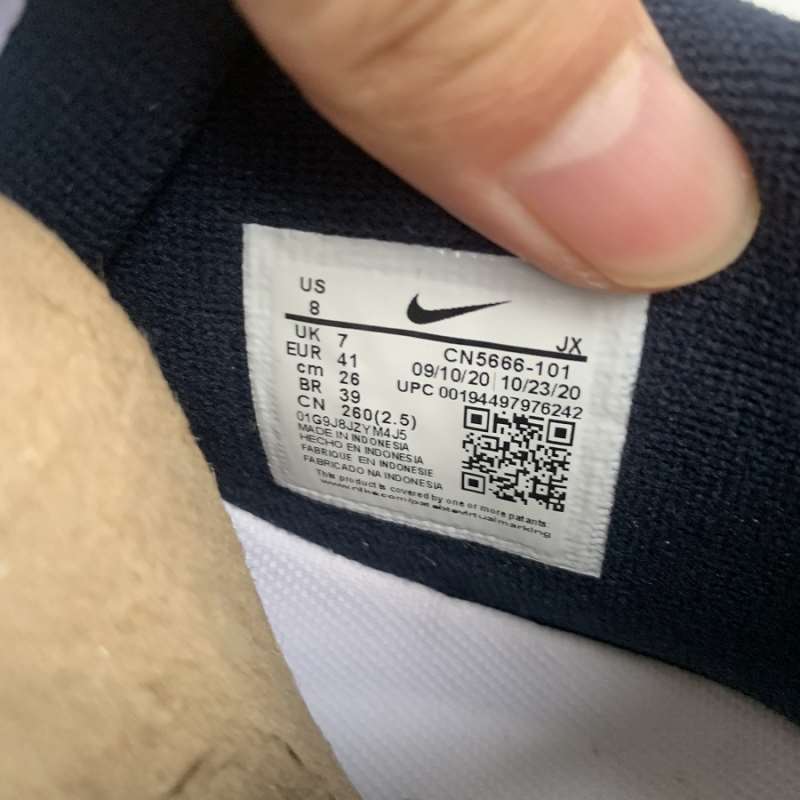 US
8
UK 7
EUR 41
cm 26
BR 39
CN 260(2.5)
JX
CN5666-101
09/10/20 10/23/20
UPC 00194497976242
01G9J8JZYM4J5
MADE IN INDONESIA
HECHO EN INDONESIA
FABRIQUE EN INDONESIE
FABRICADO NA INDONESIA
This product is covered by one or more patents